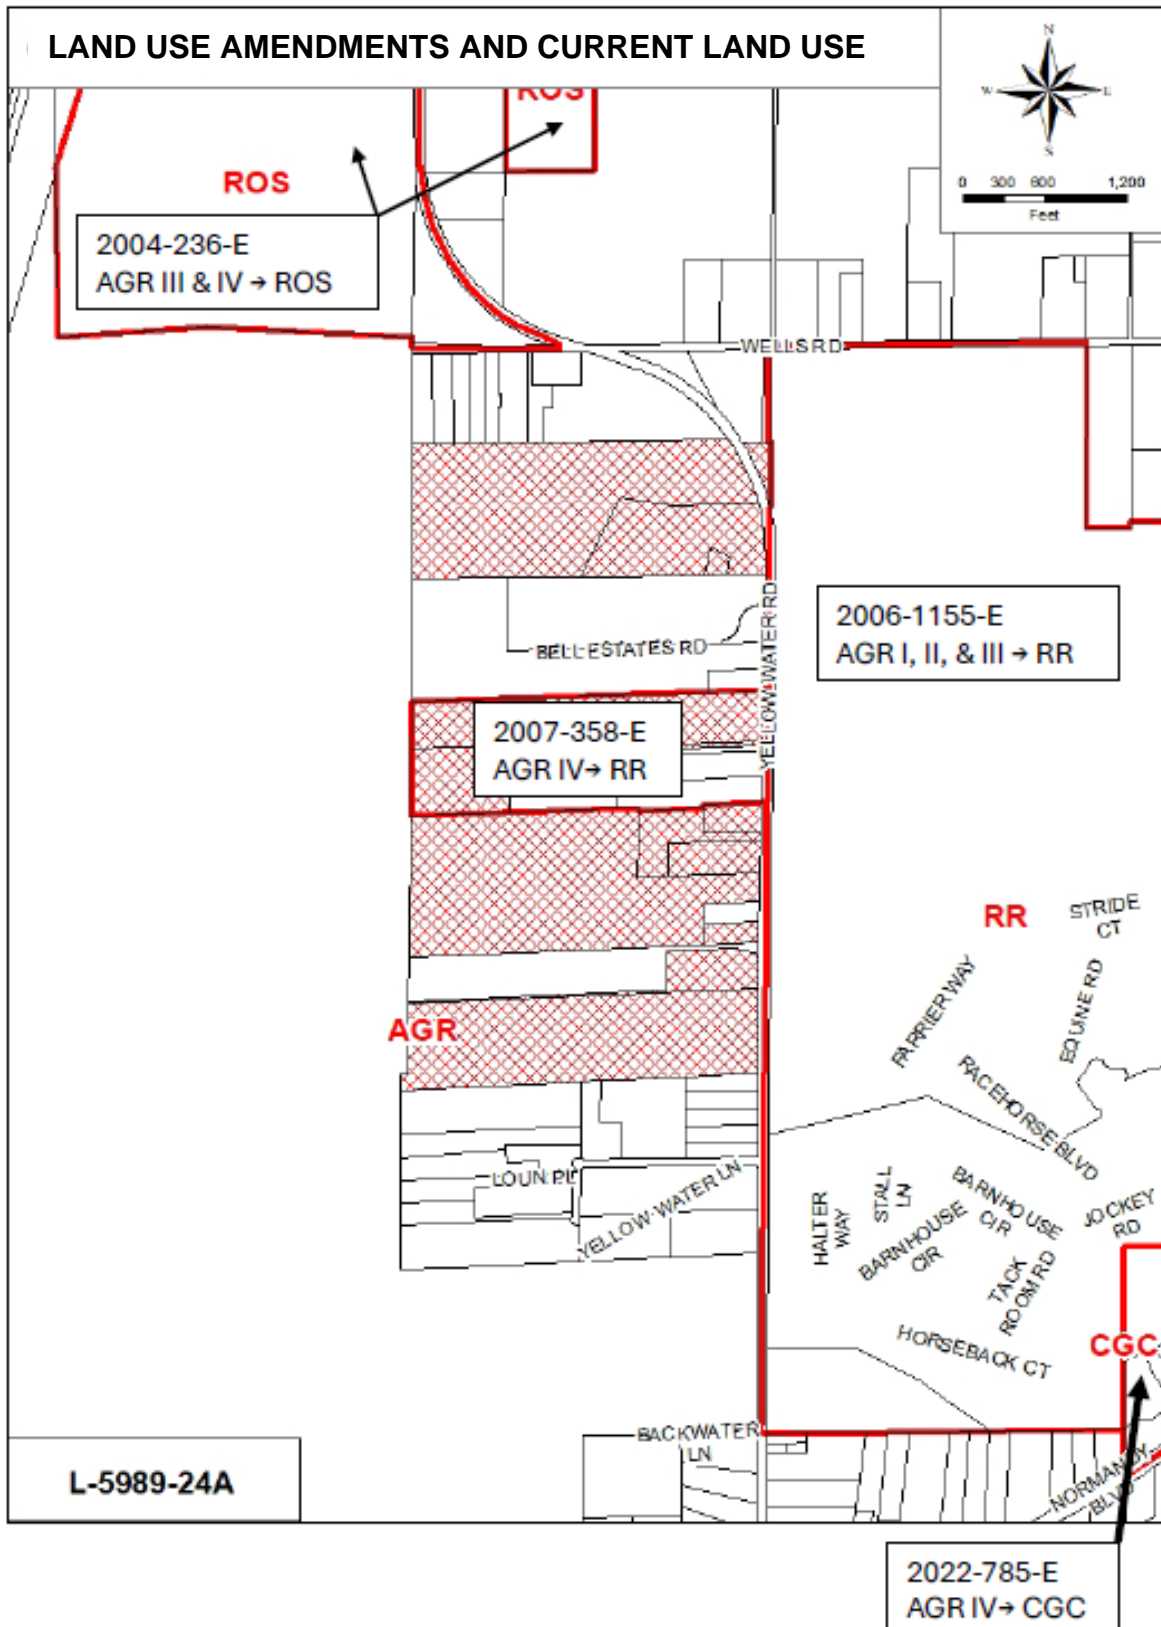 LAND USE AMENDMENTS AND CURRENT LAND USE
N
W
E
S
0 300 600 1,200
Feet
ROS
ROS
2004-236-E
AGR III & IV → ROS
WELLS RD
2006-1155-E
AGR I, II, & III → RR
YELLOW WATER RD
BELL ESTATES RD
2007-358-E
AGR IV → RR
RR
STRIDE
CT
FARRIER WAY
EQUINE RD
AGR
RACEHORSE BLVD
LOUN PL
YELLOW WATER LN
HALTER
WAY
STALL
LN
BARNHOUSE
CIR
BARNHOUSE
CIR
JOCKEY
RD
TACK
ROOM RD
HORSEBACK CT
CGC
BACKWATER
LN
NORMANDY
BLVD
L-5989-24A
2022-785-E
AGR IV → CGC